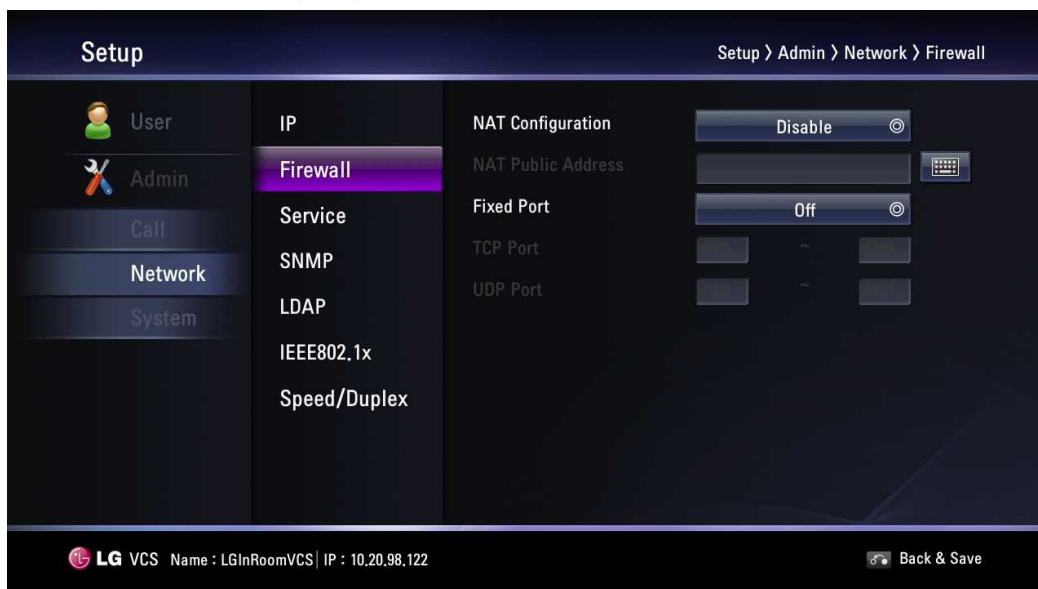 Setup
Setup > Admin > Network > Firewall
User
Admin
Call
Network
System
IP
Firewall
Service
SNMP
LDAP
IEEE802.1x
Speed/Duplex
NAT Configuration
Disable
NAT Public Address
Fixed Port
Off
TCP Port
~
UDP Port
~
LG VCS Name : LGInRoomVCS | IP : 10.20.98.122
Back & Save